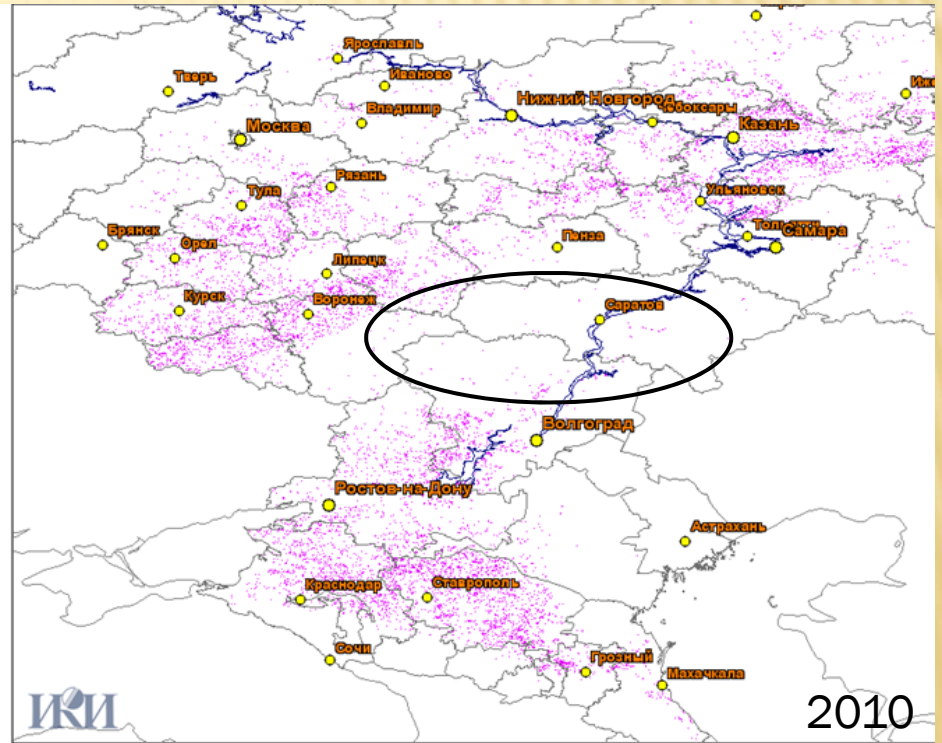 Ярославль
Тверь
Иваново
Владимир
Нижний Новгород
Казань
Москва
Рязань
Тула
Ульяновск
Брянск
Орел
Пенза
Самара
Липецк
Курск
Воронеж
Саратов
Волгоград
Ростов-на-Дону
Астрахань
Краснодар
Ставрополь
Сочи
Грозный
Махачкала
ИКИ
2010